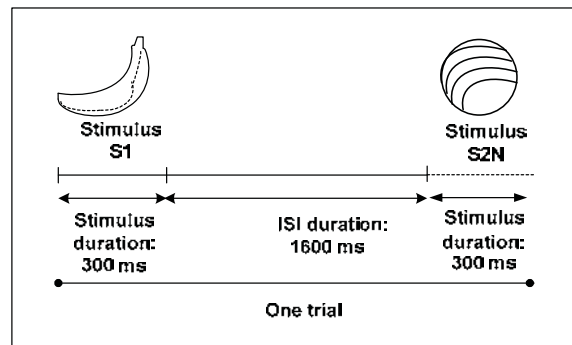 Stimulus
S1
Stimulus
S2N
Stimulus
duration:
300 ms
ISI duration:
1600 ms
Stimulus
duration:
300 ms
One trial